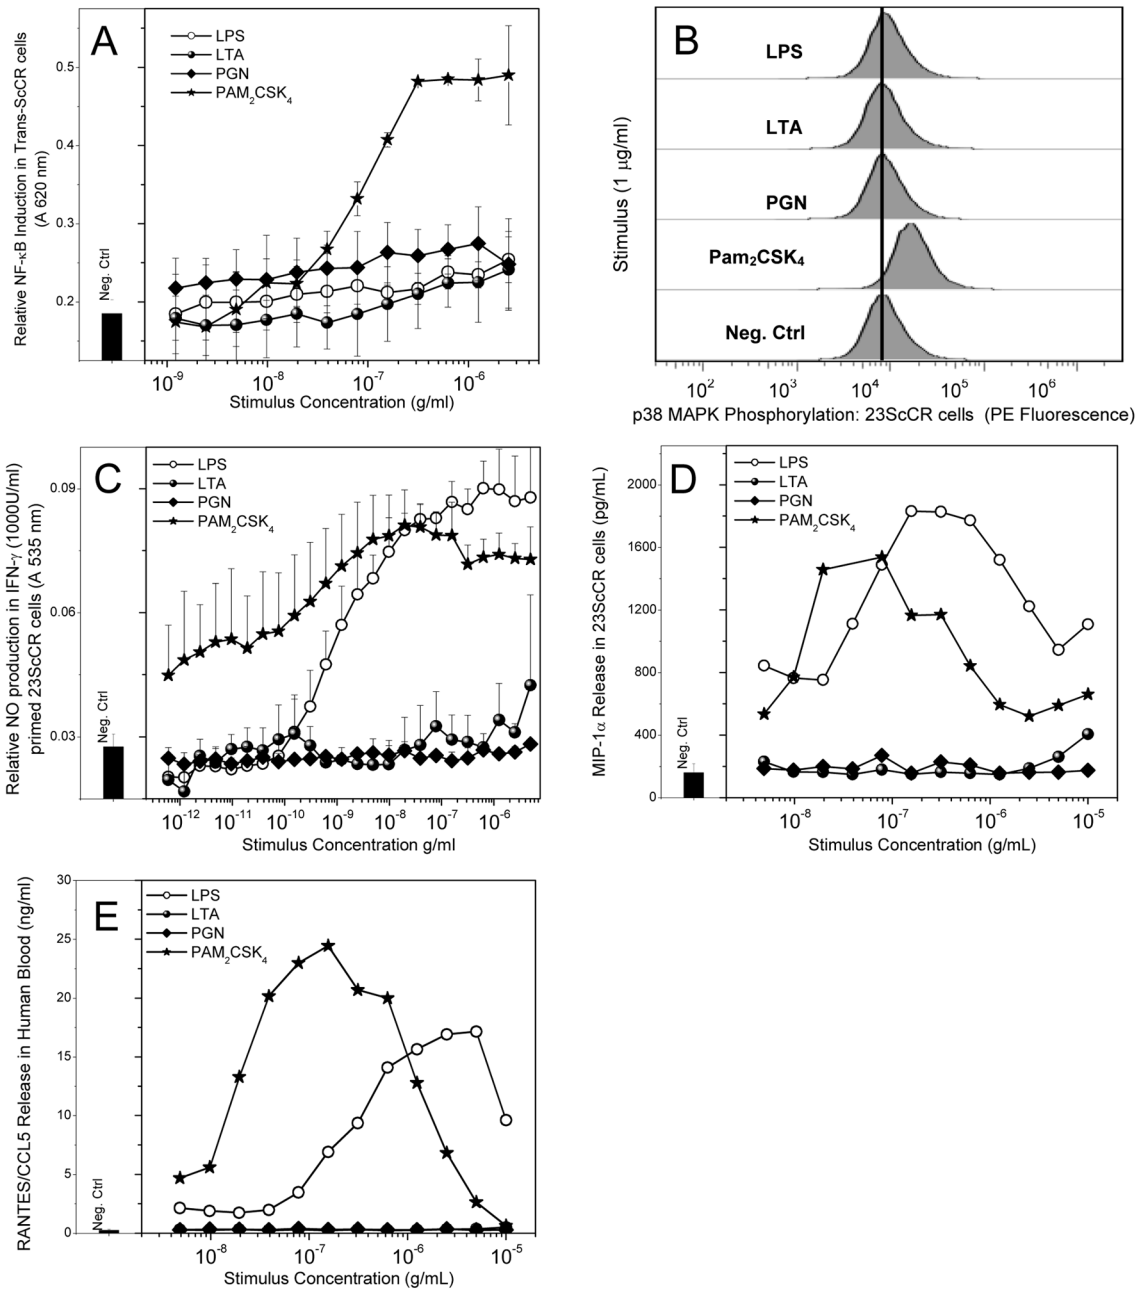 A
LPS
LTA
PGN
PAM₂CSK₄
Relative NF-κB Induction in Trans-ScCR cells
(A 620 nm)
0.5
0.4
0.3
0.2
Neg. Ctrl
10⁻⁹ 10⁻⁸ 10⁻⁷ 10⁻⁶
Stimulus Concentration (g/ml)
B
Stimulus (1 μg/ml)
LPS
LTA
PGN
Pam₂CSK₄
Neg. Ctrl
10² 10³ 10⁴ 10⁵ 10⁶
p38 MAPK Phosphorylation: 23ScCR cells (PE Fluorescence)
C
LPS
LTA
PGN
PAM₂CSK₄
Relative NO production in IFN-γ (1000U/ml)
primed 23ScCR cells (A 535 nm)
0.09
0.06
0.03
Neg. Ctrl
10⁻¹² 10⁻¹¹ 10⁻¹⁰ 10⁻⁹ 10⁻⁸ 10⁻⁷ 10⁻⁶
Stimulus Concentration g/ml
D
LPS
LTA
PGN
PAM₂CSK₄
MIP-1α Release in 23ScCR cells (pg/mL)
2000
1600
1200
800
400
0
Neg. Ctrl
10⁻⁸ 10⁻⁷ 10⁻⁶ 10⁻⁵
Stimulus Concentration (g/mL)
E
LPS
LTA
PGN
PAM₂CSK₄
RANTES/CCL5 Release in Human Blood (ng/ml)
30
25
20
15
10
5
0
Neg. Ctrl
10⁻⁸ 10⁻⁷ 10⁻⁶ 10⁻⁵
Stimulus Concentration (g/mL)